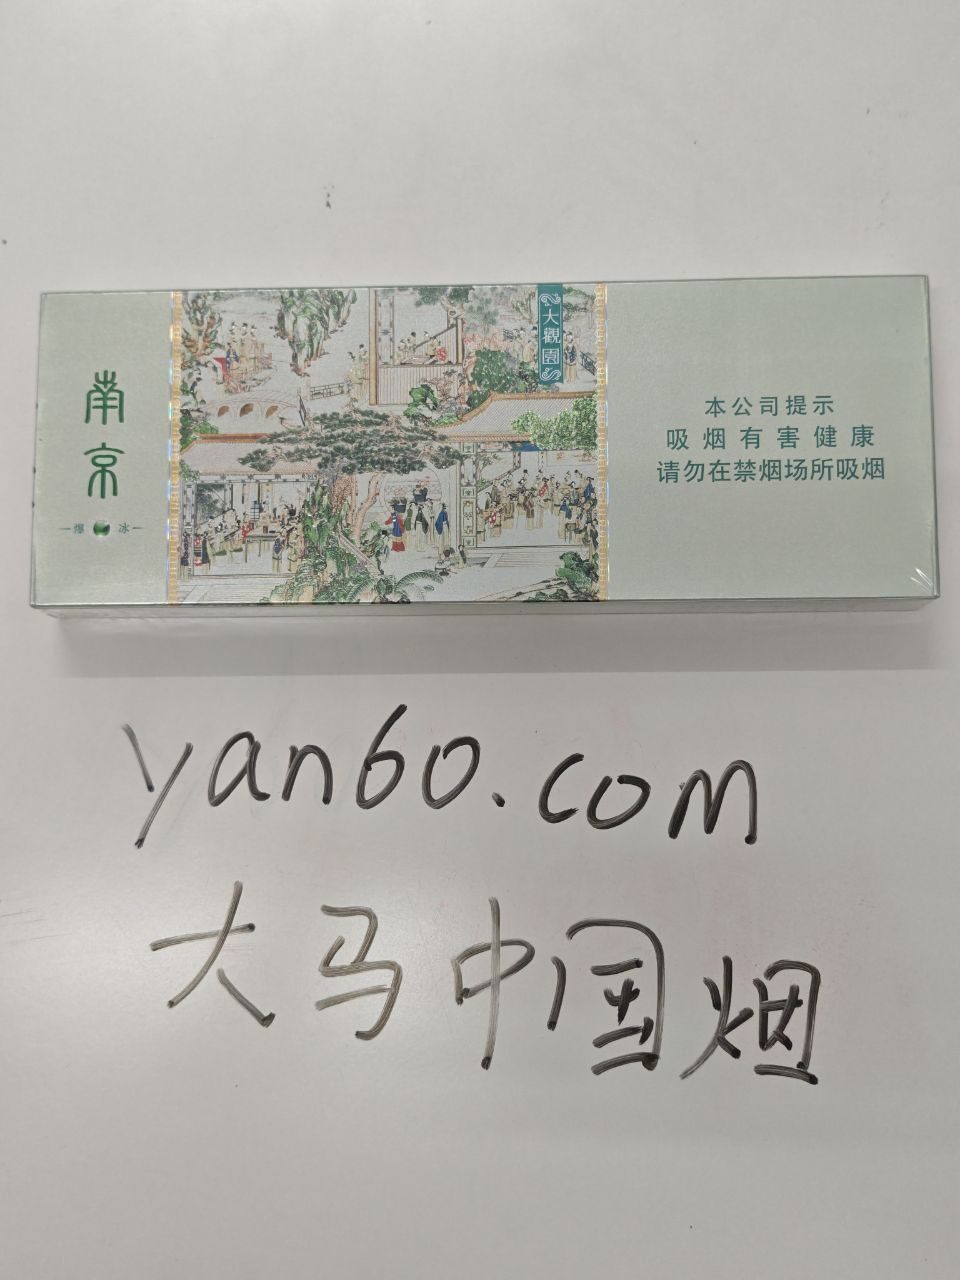 南京
爆 冰
大觀園
本公司提示
吸烟有害健康
请勿在禁烟场所吸烟
yan60.com
大马中国烟